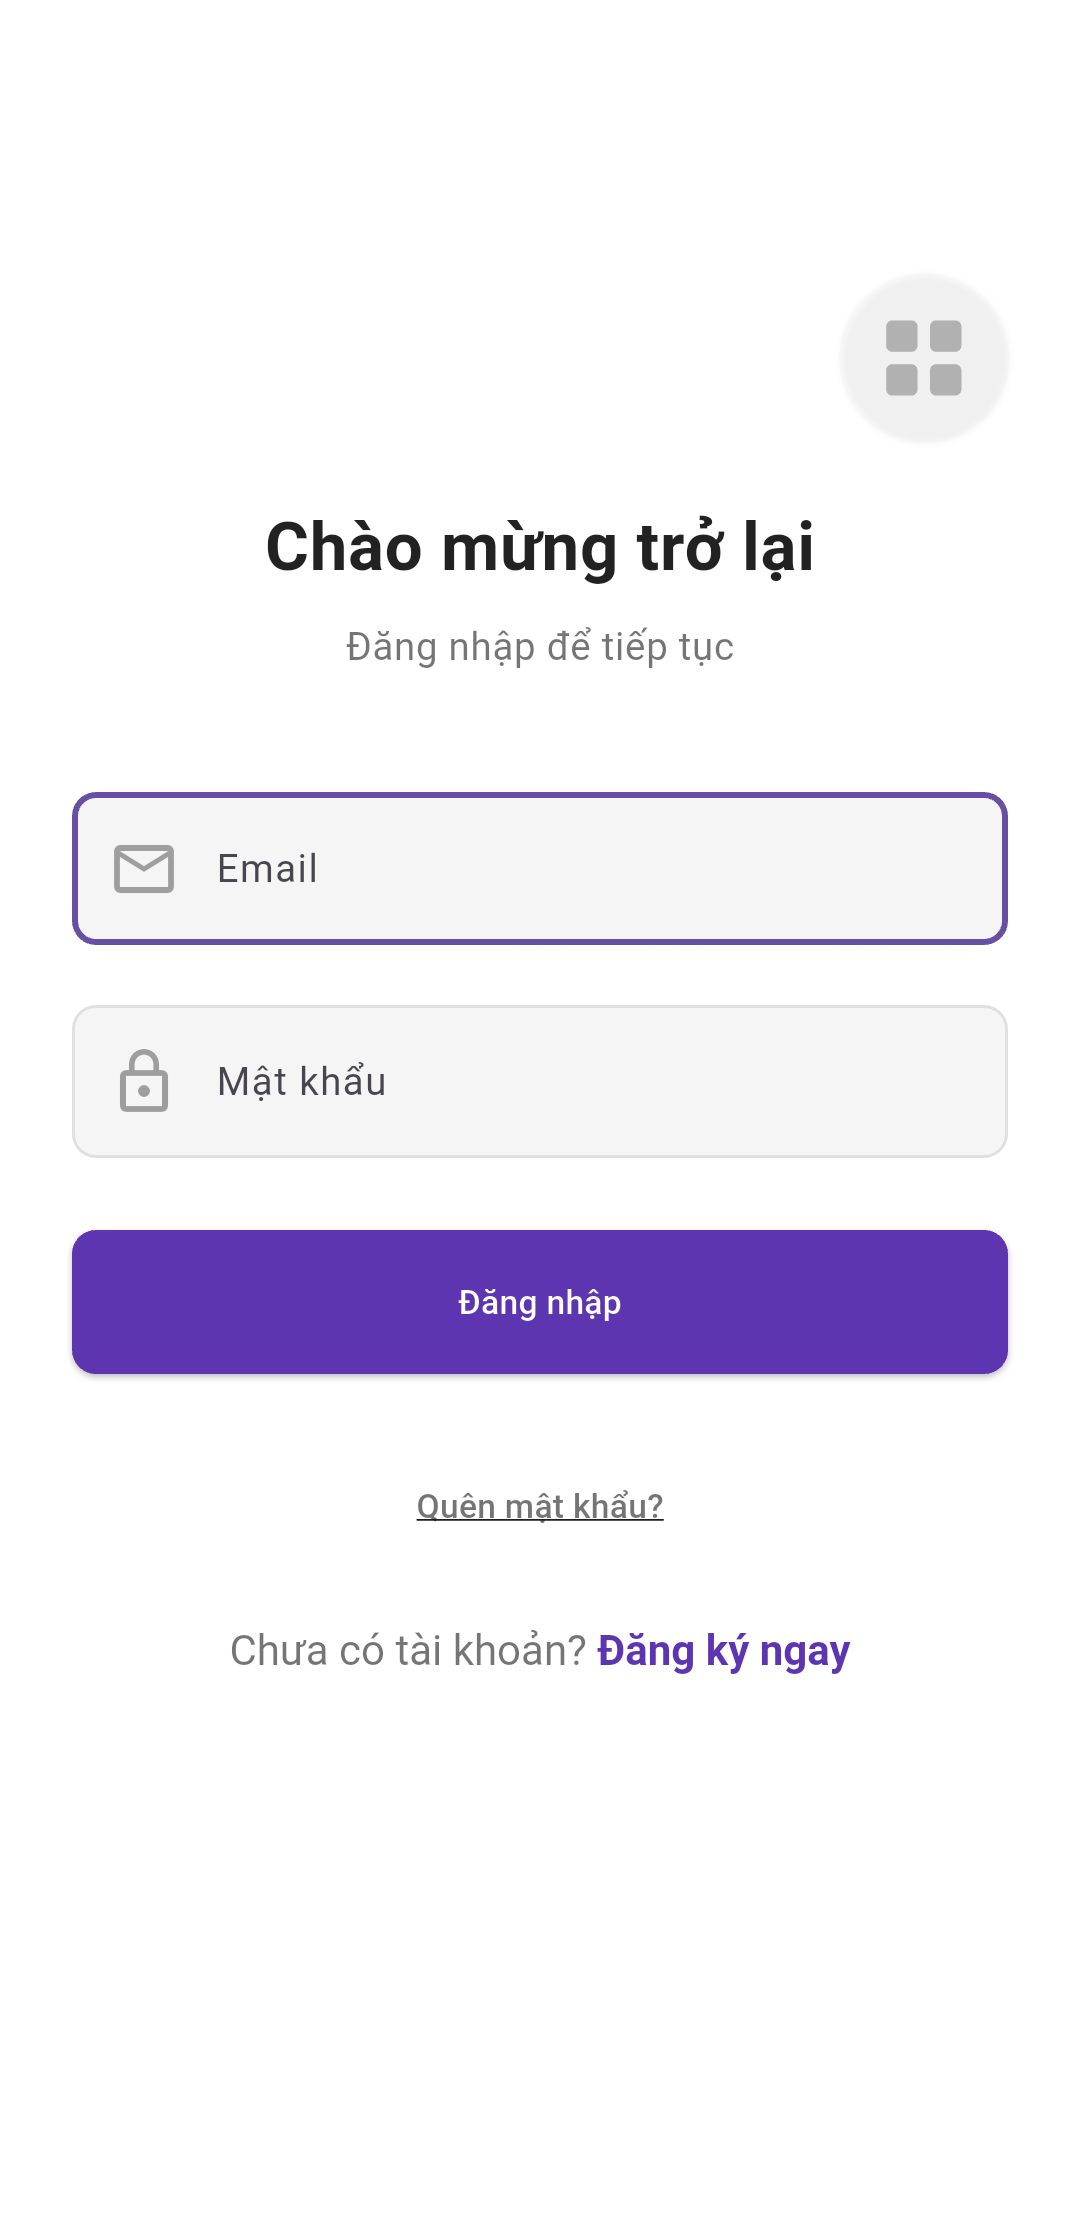 Chào mừng trở lại
Đăng nhập để tiếp tục
Email
Mật khẩu
Đăng nhập
Quên mật khẩu?
Chưa có tài khoản? Đăng ký ngay